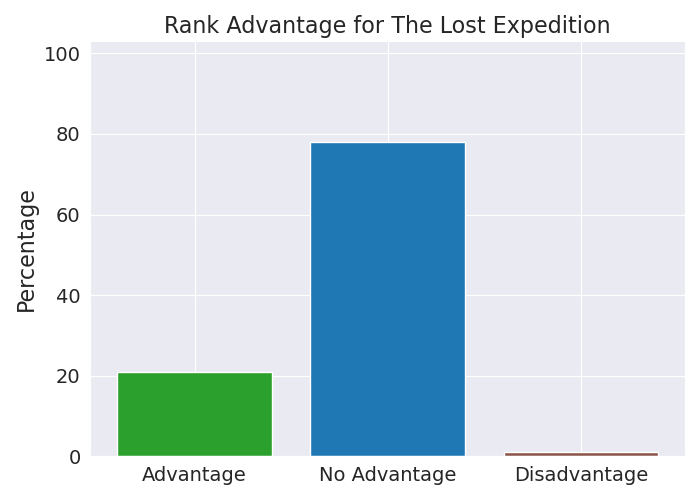 Rank Advantage for The Lost Expedition
100
80
60
40
20
0
Percentage
Advantage
No Advantage
Disadvantage